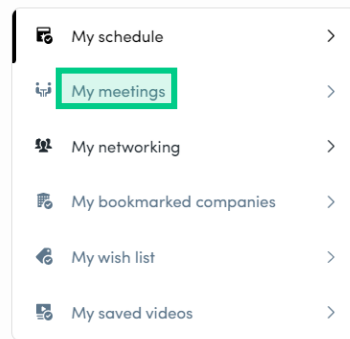 My schedule
My meetings
My networking
My bookmarked companies
My wish list
My saved videos